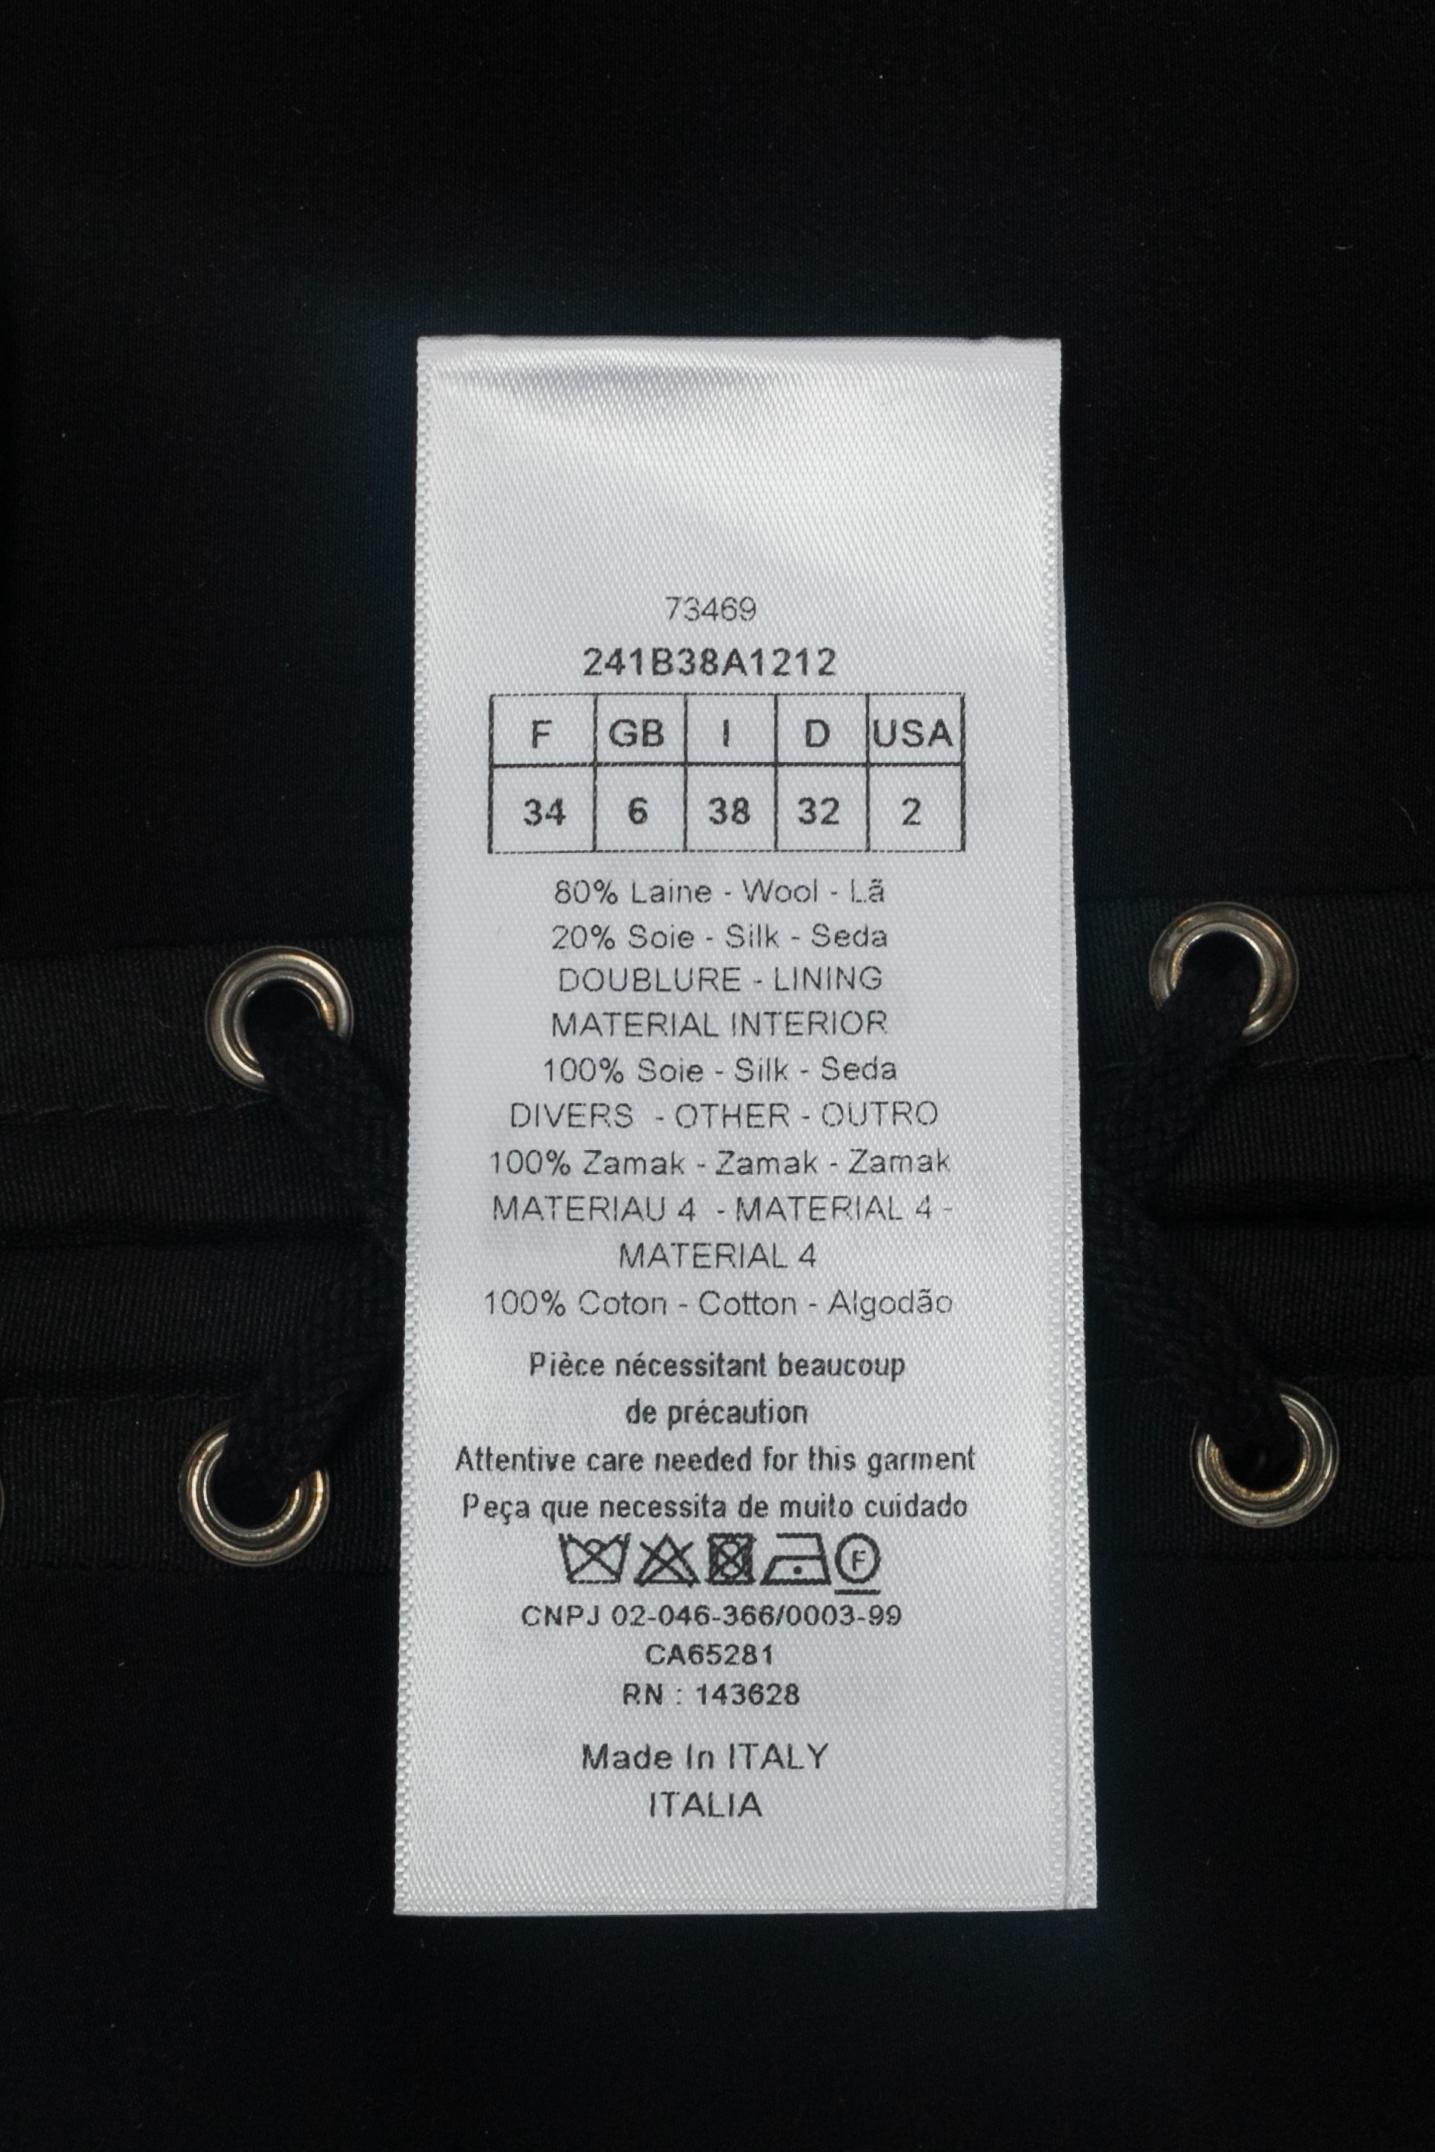 73469
241B38A1212
F GB I D USA
34 6 38 32 2
80% Laine - Wool - Lã
20% Soie - Silk - Seda
DOUBLURE - LINING
MATERIAL INTERIOR
100% Soie - Silk - Seda
DIVERS - OTHER - OUTRO
100% Zamak - Zamak - Zamak
MATERIAU 4 - MATERIAL 4 -
MATERIAL 4
100% Coton - Cotton - Algodão
Pièce nécessitant beaucoup
de précaution
Attentive care needed for this garment
Peça que necessita de muito cuidado
F
CNPJ 02-046-366/0003-99
CA65281
RN : 143628
Made In ITALY
ITALIA